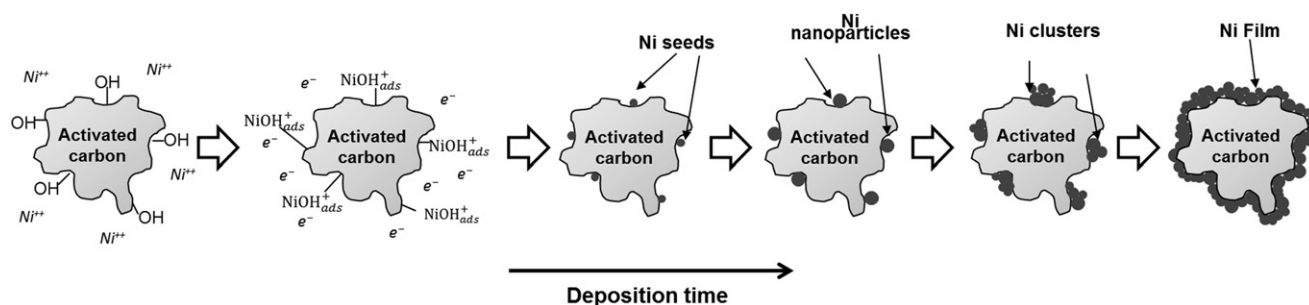 Ni⁺⁺
Ni⁺⁺
OH
OH
Activated
carbon
OH
OH
Ni⁺⁺
Ni⁺⁺
OH
Ni⁺⁺
NiOH⁺ads
e⁻
e⁻
NiOH⁺ads
e⁻
Activated
carbon
NiOH⁺ads
e⁻
e⁻
e⁻
NiOH⁺ads
e⁻
e⁻
NiOH⁺ads
e⁻
Ni seeds
Activated
carbon
Ni
nanoparticles
Activated
carbon
Ni clusters
Activated
carbon
Ni Film
Activated
carbon
Deposition time